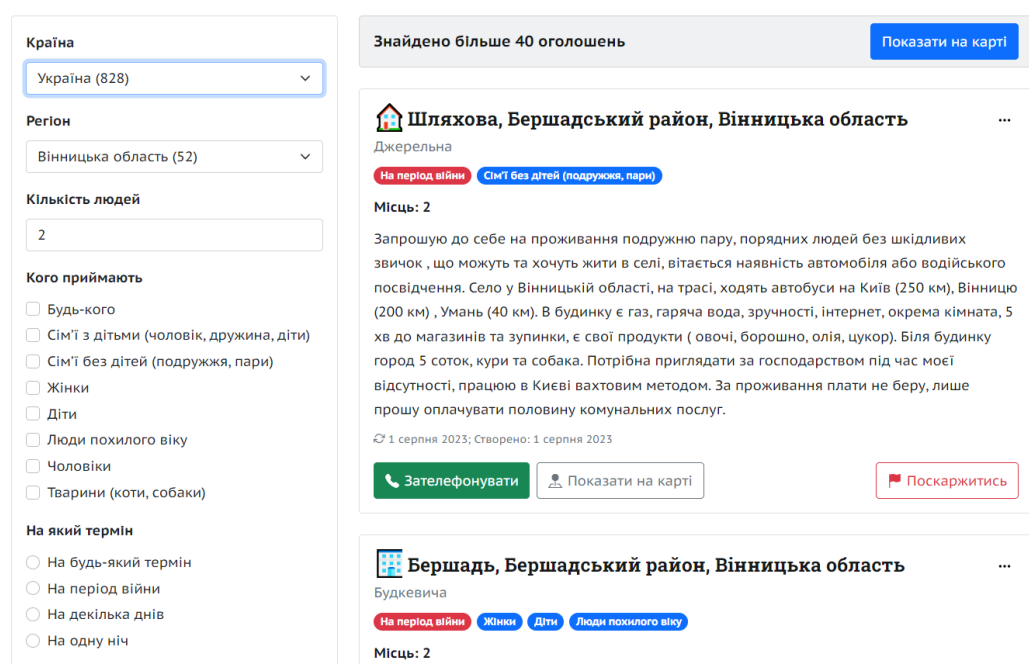 Країна
Україна (828)
Регіон
Вінницька область (52)
Кількість людей
2
Кого приймають
Будь-кого
Сім'ї з дітьми (чоловік, дружина, діти)
Сім'ї без дітей (подружжя, пари)
Жінки
Діти
Люди похилого віку
Чоловіки
Тварини (коти, собаки)
На який термін
На будь-який термін
На період війни
На декілька днів
На одну ніч
Знайдено більше 40 оголошень
Показати на карті
Шляхова, Бершадський район, Вінницька область
...
Джерельна
На період війни Сім'ї без дітей (подружжя, пари)
Місць: 2
Запрошую до себе на проживання подружню пару, порядних людей без шкідливих
звичок , що можуть та хочуть жити в селі, вітається наявність автомобіля або водійського
посвідчення. Село у Вінницькій області, на трасі, ходять автобуси на Київ (250 км), Вінницю
(200 км) , Умань (40 км). В будинку є газ, гаряча вода, зручності, інтернет, окрема кімната, 5
хв до магазинів та зупинки, є свої продукти ( овочі, борошно, олія, цукор). Біля будинку
город 5 соток, кури та собака. Потрібна приглядати за господарством під час моєї
відсутності, працюю в Києві вахтовим методом. За проживання плати не беру, лише
прошу оплачувати половину комунальних послуг.
1 серпня 2023; Створено: 1 серпня 2023
Зателефонувати
Показати на карті
Поскаржитись
Бершадь, Бершадський район, Вінницька область
...
Будкевича
На період війни Жінки Діти Люди похилого віку
Місць: 2